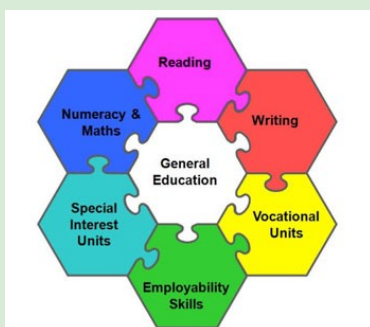 Reading
Numeracy &
Maths
Writing
General
Education
Special
Interest
Units
Vocational
Units
Employability
Skills